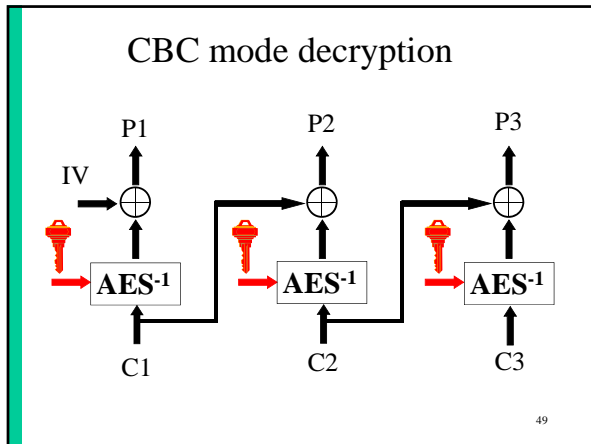 CBC mode decryption
P1 P2 P3
IV
AES-1 AES-1 AES-1
C1 C2 C3
49